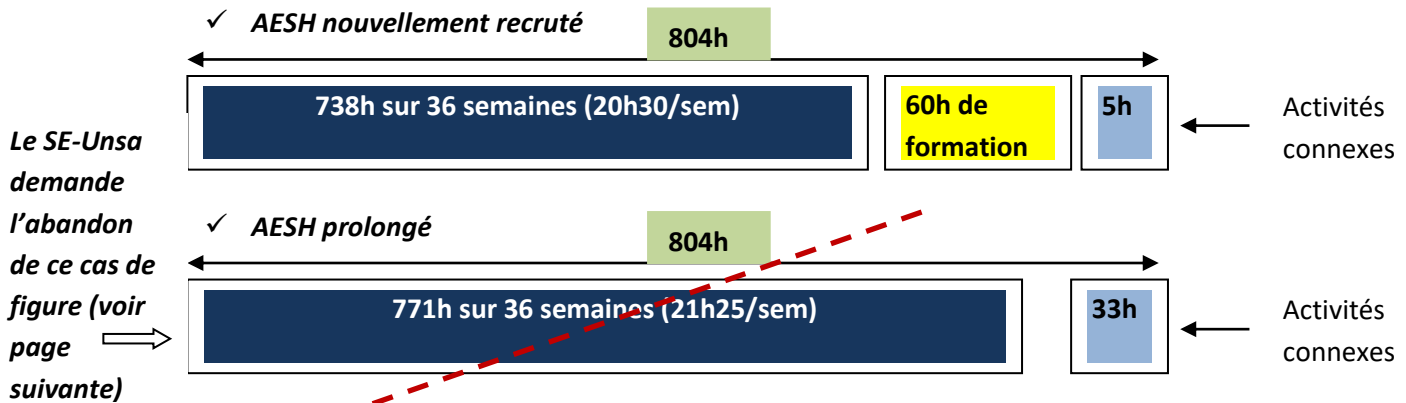 ✓ AESH nouvellement recruté
804h
738h sur 36 semaines (20h30/sem)
60h de
formation
5h
Activités
connexes
Le SE-Unsa
demande
l’abandon
de ce cas de
figure (voir
page
suivante)
✓ AESH prolongé
804h
771h sur 36 semaines (21h25/sem)
33h
Activités
connexes